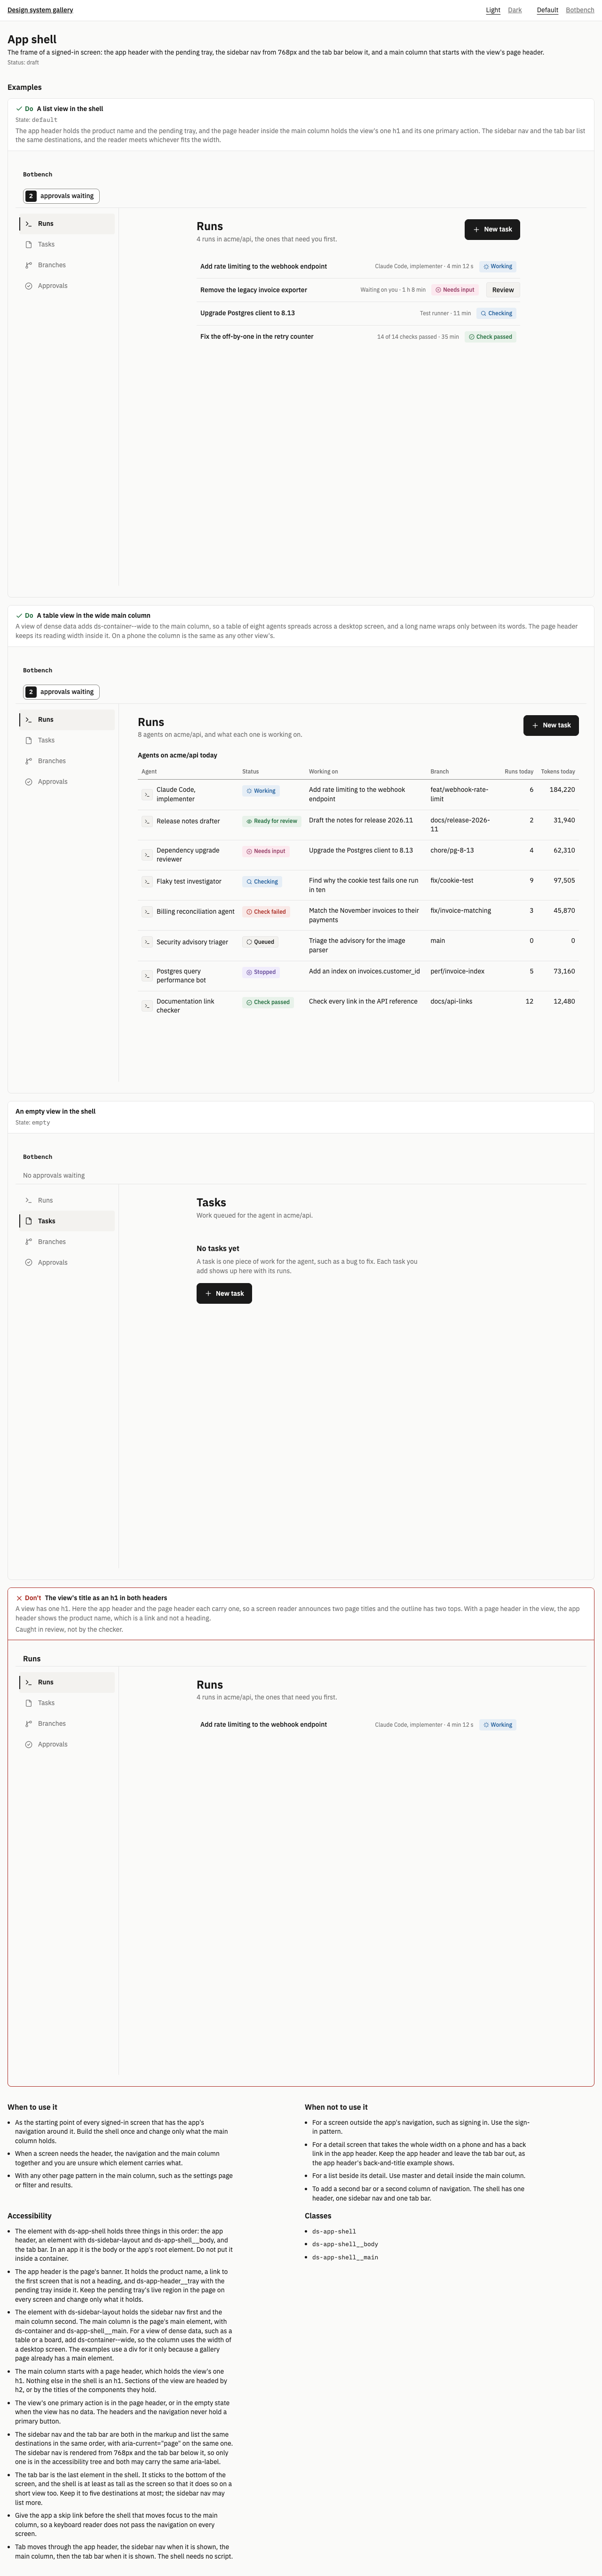 Design system gallery
Light Dark Default Botbench
App shell
The frame of a signed-in screen: the app header with the pending tray, the sidebar nav from 768px and the tab bar below it, and a main column that starts with the view's page header.
Status: draft
Examples
Do A list view in the shell
State: default
The app header holds the product name and the pending tray, and the page header inside the main column holds the view's one h1 and its one primary action. The sidebar nav and the tab bar list
the same destinations, and the reader meets whichever fits the width.
Botbench
2 approvals waiting
Runs
Tasks
Branches
Approvals
Runs
4 runs in acme/api, the ones that need you first.
New task
Add rate limiting to the webhook endpoint Claude Code, implementer · 4 min 12 s Working
Remove the legacy invoice exporter Waiting on you · 1 h 8 min Needs input Review
Upgrade Postgres client to 8.13 Test runner · 11 min Checking
Fix the off-by-one in the retry counter 14 of 14 checks passed · 35 min Check passed
Do A table view in the wide main column
A view of dense data adds ds-container--wide to the main column, so a table of eight agents spreads across a desktop screen, and a long name wraps only between its words. The page header
keeps its reading width inside it. On a phone the column is the same as any other view's.
Botbench
2 approvals waiting
Runs
Tasks
Branches
Approvals
Runs
8 agents on acme/api, and what each one is working on.
New task
Agents on acme/api today
Agent Status Working on Branch Runs today Tokens today
Claude Code, implementer Working Add rate limiting to the webhook endpoint feat/webhook-rate-limit 6 184,220
Release notes drafter Ready for review Draft the notes for release 2026.11 docs/release-2026-11 2 31,940
Dependency upgrade reviewer Needs input Upgrade the Postgres client to 8.13 chore/pg-8-13 4 62,310
Flaky test investigator Checking Find why the cookie test fails one run in ten fix/cookie-test 9 97,505
Billing reconciliation agent Check failed Match the November invoices to their payments fix/invoice-matching 3 45,870
Security advisory triager Queued Triage the advisory for the image parser main 0 0
Postgres query performance bot Stopped Add an index on invoices.customer_id perf/invoice-index 5 73,160
Documentation link checker Check passed Check every link in the API reference docs/api-links 12 12,480
An empty view in the shell
State: empty
Botbench
No approvals waiting
Runs
Tasks
Branches
Approvals
Tasks
Work queued for the agent in acme/api.
No tasks yet
A task is one piece of work for the agent, such as a bug to fix. Each task you
add shows up here with its runs.
New task
Don't The view's title as an h1 in both headers
A view has one h1. Here the app header and the page header each carry one, so a screen reader announces two page titles and the outline has two tops. With a page header in the view, the app
header shows the product name, which is a link and not a heading.
Caught in review, not by the checker.
Runs
Runs
Tasks
Branches
Approvals
Runs
4 runs in acme/api, the ones that need you first.
Add rate limiting to the webhook endpoint Claude Code, implementer · 4 min 12 s Working
When to use it
As the starting point of every signed-in screen that has the app's
navigation around it. Build the shell once and change only what the main
column holds.
When a screen needs the header, the navigation and the main column
together and you are unsure which element carries what.
With any other page pattern in the main column, such as the settings page
or filter and results.
When not to use it
For a screen outside the app's navigation, such as signing in. Use the sign-
in pattern.
For a detail screen that takes the whole width on a phone and has a back
link in the app header. Keep the app header and leave the tab bar out, as
the app header's back-and-title example shows.
For a list beside its detail. Use master and detail inside the main column.
To add a second bar or a second column of navigation. The shell has one
header, one sidebar nav and one tab bar.
Accessibility
The element with ds-app-shell holds three things in this order: the app
header, an element with ds-sidebar-layout and ds-app-shell__body, and
the tab bar. In an app it is the body or the app's root element. Do not put it
inside a container.
The app header is the page's banner. It holds the product name, a link to
the first screen that is not a heading, and ds-app-header__tray with the
pending tray inside it. Keep the pending tray's live region in the page on
every screen and change only what it holds.
The element with ds-sidebar-layout holds the sidebar nav first and the
main column second. The main column is the page's main element, with
ds-container and ds-app-shell__main. For a view of dense data, such as a
table or a board, add ds-container--wide, so the column uses the width of
a desktop screen. The examples use a div for it only because a gallery
page already has a main element.
The main column starts with a page header, which holds the view's one
h1. Nothing else in the shell is an h1. Sections of the view are headed by
h2, or by the titles of the components they hold.
The view's one primary action is in the page header, or in the empty state
when the view has no data. The headers and the navigation never hold a
primary button.
The sidebar nav and the tab bar are both in the markup and list the same
destinations in the same order, with aria-current="page" on the same one.
The sidebar nav is rendered from 768px and the tab bar below it, so only
one is in the accessibility tree and both may carry the same aria-label.
The tab bar is the last element in the shell. It sticks to the bottom of the
screen, and the shell is at least as tall as the screen so that it does so on a
short view too. Keep it to five destinations at most; the sidebar nav may
list more.
Give the app a skip link before the shell that moves focus to the main
column, so a keyboard reader does not pass the navigation on every
screen.
Tab moves through the app header, the sidebar nav when it is shown, the
main column, then the tab bar when it is shown. The shell needs no script.
Classes
ds-app-shell
ds-app-shell__body
ds-app-shell__main